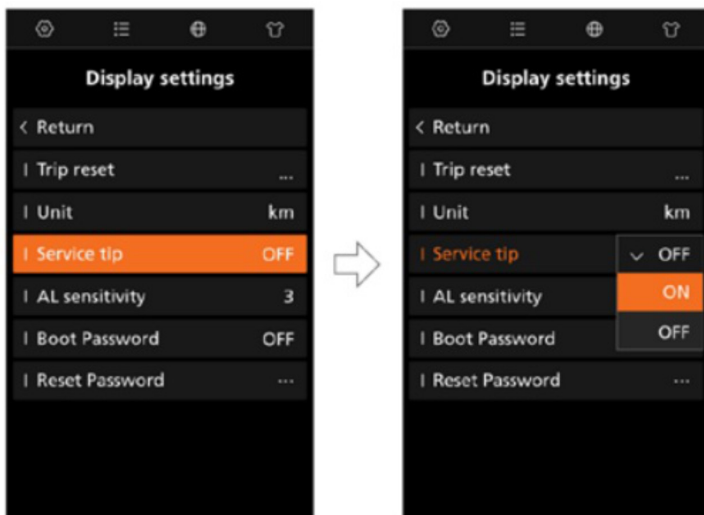 Display settings
< Return
| Trip reset ...
| Unit km
| Service tip OFF
| AL sensitivity 3
| Boot Password OFF
| Reset Password ...
Display settings
< Return
| Trip reset ...
| Unit km
| Service tip OFF
ON
OFF
| AL sensitivity
| Boot Password
| Reset Password ...